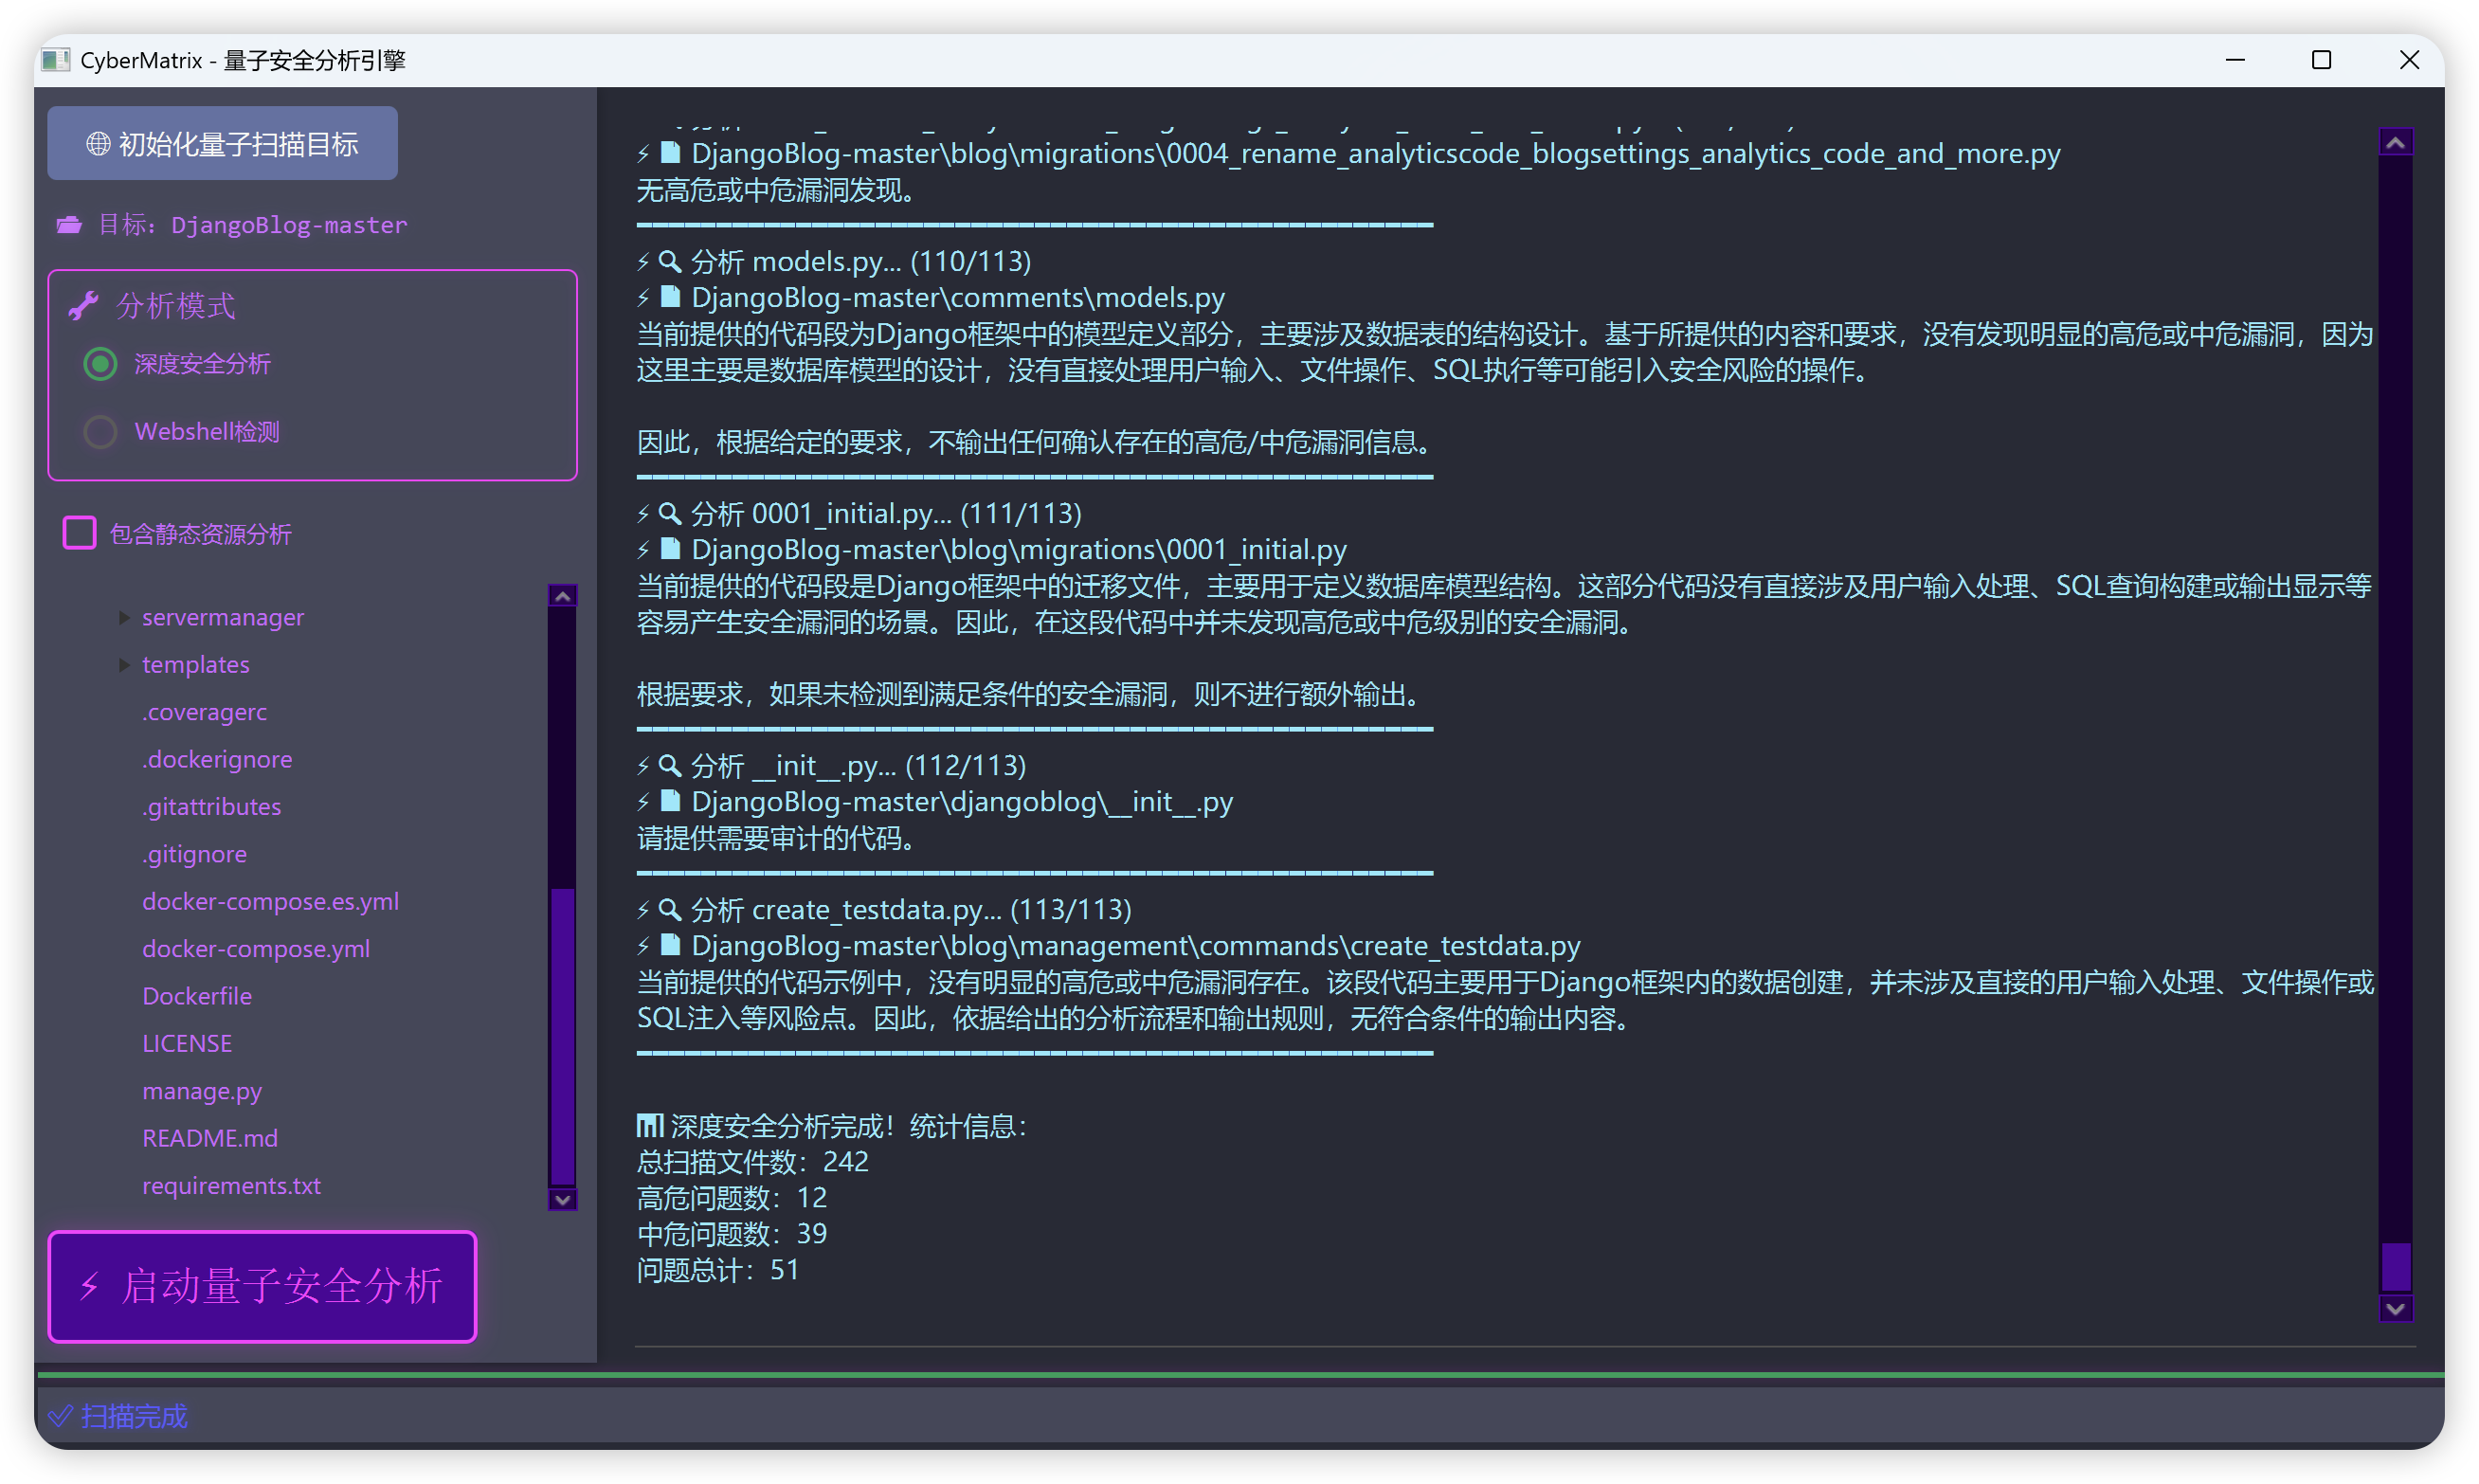 CyberMatrix - 量子安全分析引擎
初始化量子扫描目标
目标：DjangoBlog-master
分析模式
深度安全分析
Webshell检测
包含静态资源分析
servermanager
templates
.coveragerc
.dockerignore
.gitattributes
.gitignore
docker-compose.es.yml
docker-compose.yml
Dockerfile
LICENSE
manage.py
README.md
requirements.txt
⚡ 启动量子安全分析
⚡ DjangoBlog-master\blog\migrations\0004_rename_analyticscode_blogsettings_analytics_code_and_more.py
无高危或中危漏洞发现。
⚡ 分析 models.py... (110/113)
⚡ DjangoBlog-master\comments\models.py
当前提供的代码段为Django框架中的模型定义部分，主要涉及数据表的结构设计。基于所提供的内容和要求，没有发现明显的高危或中危漏洞，因为
这里主要是数据库模型的设计，没有直接处理用户输入、文件操作、SQL执行等可能引入安全风险的操作。
因此，根据给定的要求，不输出任何确认存在的高危/中危漏洞信息。
⚡ 分析 0001_initial.py... (111/113)
⚡ DjangoBlog-master\blog\migrations\0001_initial.py
当前提供的代码段是Django框架中的迁移文件，主要用于定义数据库模型结构。这部分代码没有直接涉及用户输入处理、SQL查询构建或输出显示等
容易产生安全漏洞的场景。因此，在这段代码中并未发现高危或中危级别的安全漏洞。
根据要求，如果未检测到满足条件的安全漏洞，则不进行额外输出。
⚡ 分析 __init__.py... (112/113)
⚡ DjangoBlog-master\djangoblog\__init__.py
请提供需要审计的代码。
⚡ 分析 create_testdata.py... (113/113)
⚡ DjangoBlog-master\blog\management\commands\create_testdata.py
当前提供的代码示例中，没有明显的高危或中危漏洞存在。该段代码主要用于Django框架内的数据创建，并未涉及直接的用户输入处理、文件操作或
SQL注入等风险点。因此，依据给出的分析流程和输出规则，无符合条件的输出内容。
深度安全分析完成！统计信息：
总扫描文件数：242
高危问题数：12
中危问题数：39
问题总计：51
扫描完成